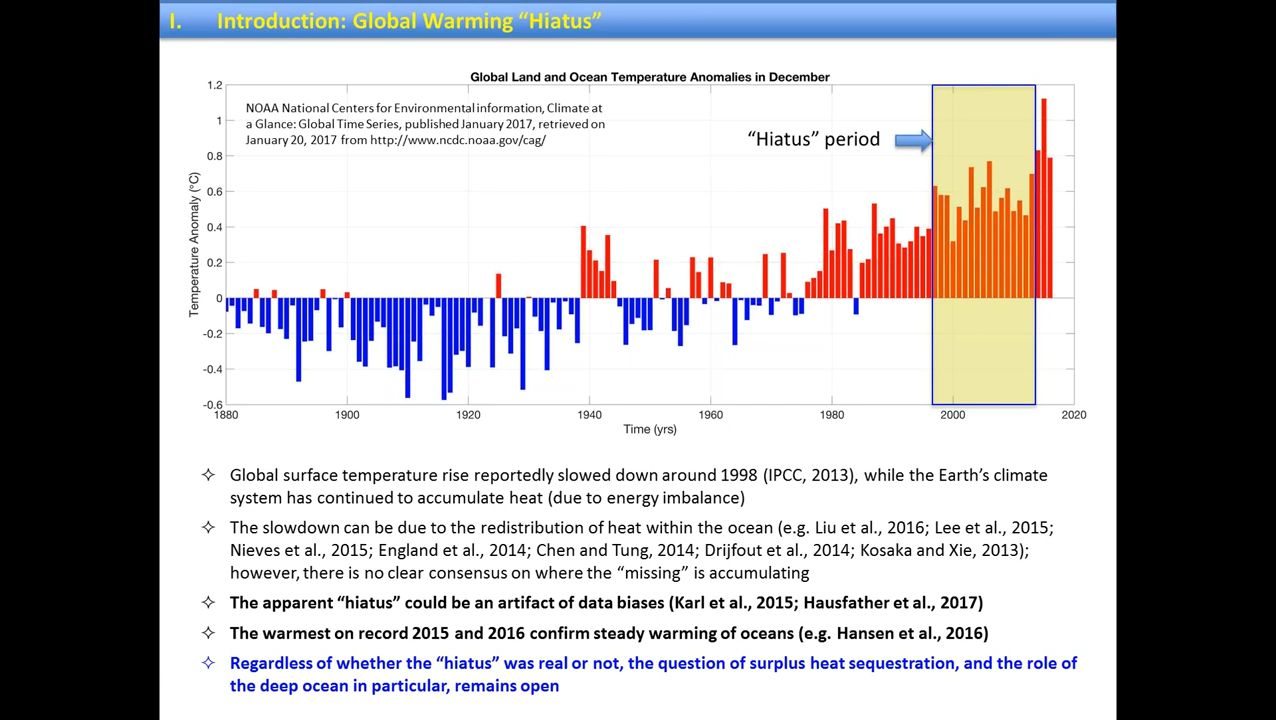 I. Introduction: Global Warming “Hiatus”
Global Land and Ocean Temperature Anomalies in December
NOAA National Centers for Environmental information, Climate at
a Glance: Global Time Series, published January 2017, retrieved on
January 20, 2017 from http://www.ncdc.noaa.gov/cag/
“Hiatus” period
Temperature Anomaly (°C)
1.2
1
0.8
0.6
0.4
0.2
0
-0.2
-0.4
-0.6
1880 1900 1920 1940 1960 1980 2000 2020
Time (yrs)
Global surface temperature rise reportedly slowed down around 1998 (IPCC, 2013), while the Earth’s climate
system has continued to accumulate heat (due to energy imbalance)
The slowdown can be due to the redistribution of heat within the ocean (e.g. Liu et al., 2016; Lee et al., 2015;
Nieves et al., 2015; England et al., 2014; Chen and Tung, 2014; Drijfout et al., 2014; Kosaka and Xie, 2013);
however, there is no clear consensus on where the “missing” is accumulating
The apparent “hiatus” could be an artifact of data biases (Karl et al., 2015; Hausfather et al., 2017)
The warmest on record 2015 and 2016 confirm steady warming of oceans (e.g. Hansen et al., 2016)
Regardless of whether the “hiatus” was real or not, the question of surplus heat sequestration, and the role of
the deep ocean in particular, remains open